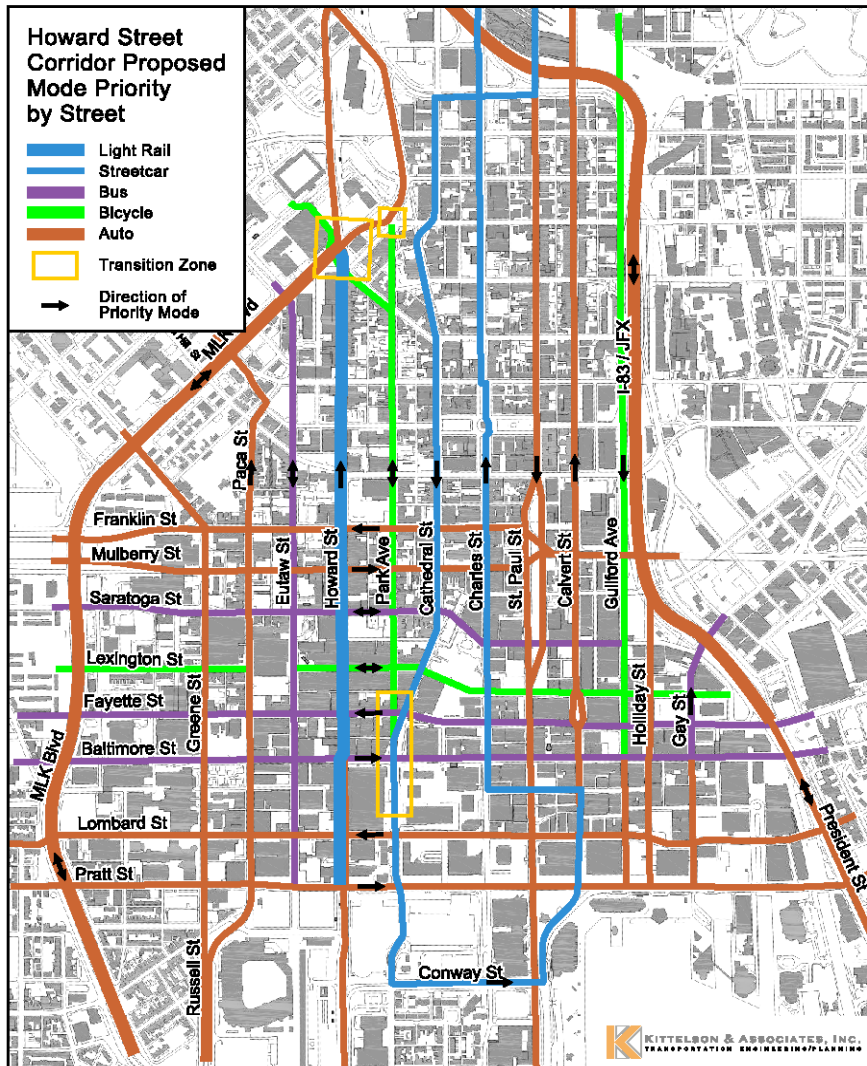 Howard Street
Corridor Proposed
Mode Priority
by Street
Light Rail
Streetcar
Bus
Bicycle
Auto
Transition Zone
Direction of
Priority Mode
MLK Blvd
I-83 / JFX
Paca St
Franklin St
Mulberry St
Eutaw St
Howard St
Park Ave
Cathedral St
Charles St
St. Paul St
Calvert St
Guilford Ave
Saratoga St
Lexington St
Greene St
Fayette St
Holliday St
Gay St
Baltimore St
MLK Blvd
Lombard St
President St
Pratt St
Russell St
Conway St
K
KITTELSON & ASSOCIATES, INC.
TRANSPORTATION ENGINEERING/PLANNING